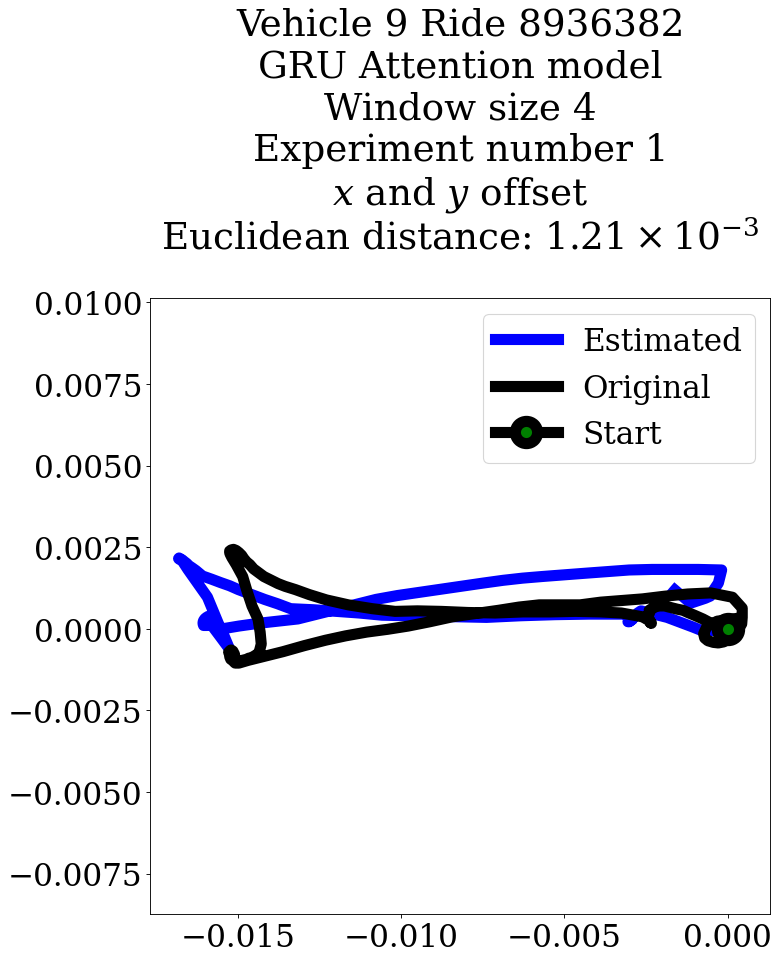 Vehicle 9 Ride 8936382
GRU Attention model
Window size 4
Experiment number 1
x and y offset
Euclidean distance: 1.21 × 10⁻³
0.0100
0.0075
0.0050
0.0025
0.0000
−0.0025
−0.0050
−0.0075
Estimated
Original
Start
−0.015
−0.010
−0.005
0.000